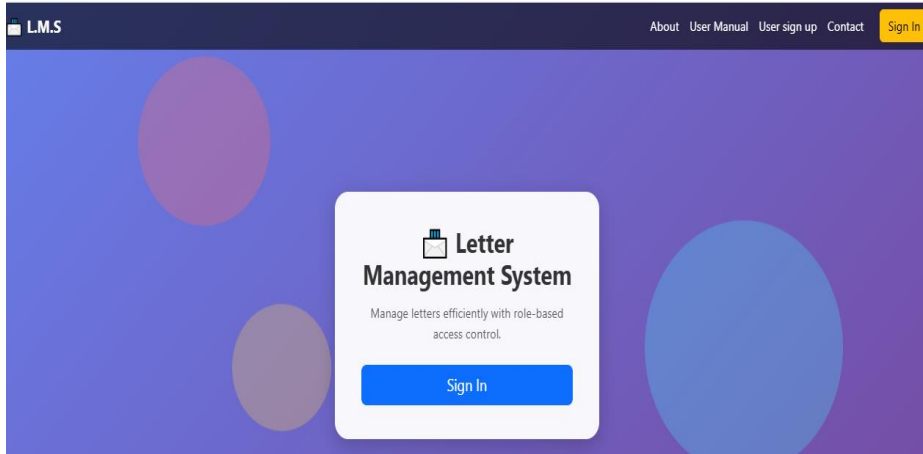 L.M.S
About User Manual User sign up Contact Sign In
Letter
Management System
Manage letters efficiently with role-based
access control.
Sign In